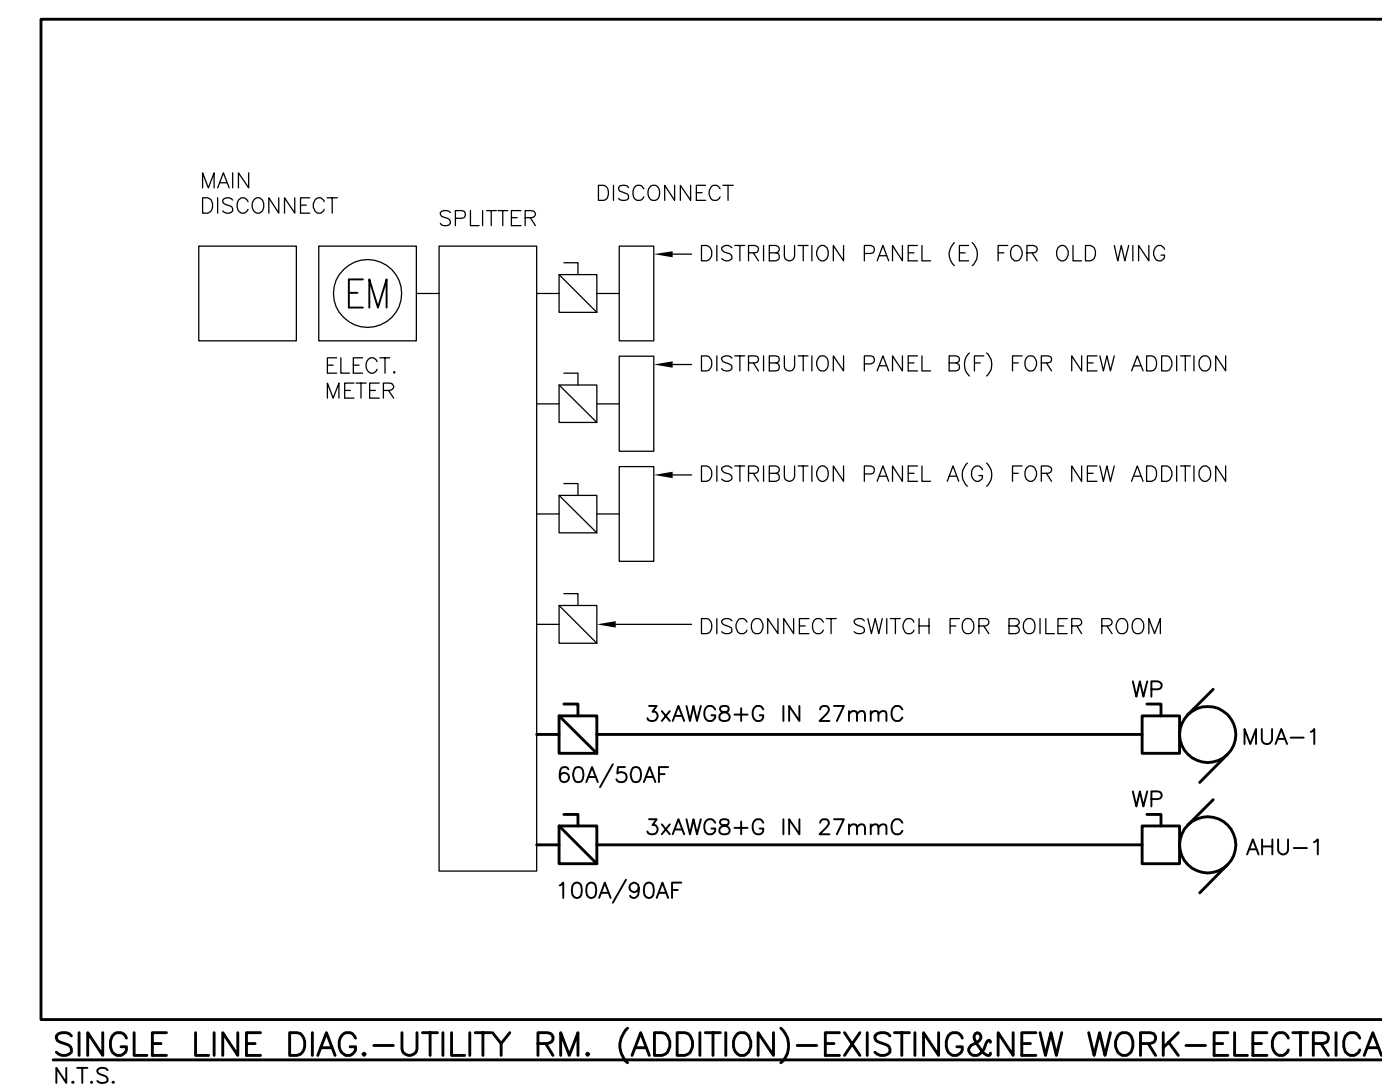 MAIN
DISCONNECT
DISCONNECT
SPLITTER
DISTRIBUTION PANEL (E) FOR OLD WING
EM
ELECT.
METER
DISTRIBUTION PANEL B(F) FOR NEW ADDITION
DISTRIBUTION PANEL A(G) FOR NEW ADDITION
DISCONNECT SWITCH FOR BOILER ROOM
WP
3xAWG8+G IN 27mmC
MUA-1
60A/50AF
WP
3xAWG8+G IN 27mmC
AHU-1
100A/90AF
SINGLE LINE DIAG.-UTILITY RM. (ADDITION)-EXISTING&NEW WORK-ELECTRICA
N.T.S.